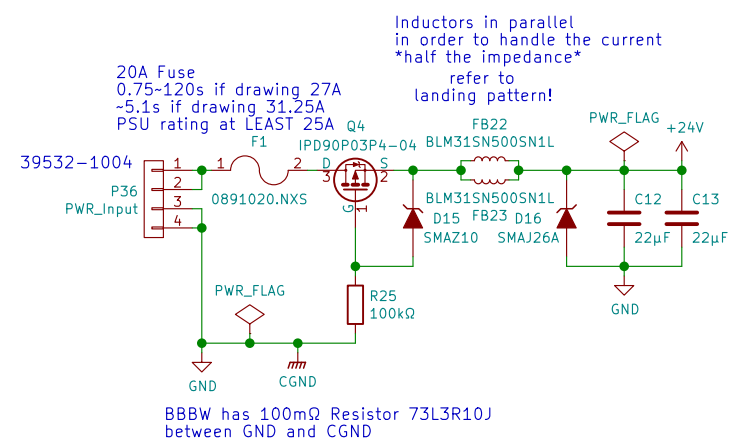 Inductors in parallel
in order to handle the current
*half the impedance*
refer to
landing pattern!
20A Fuse
0.75~120s if drawing 27A
~5.1s if drawing 31.25A
PSU rating at LEAST 25A
F1
Q4
IPD90P03P4-04
FB22
BLM31SN500SN1L
PWR_FLAG
+24V
39532-1004
1
1
2
D
3
S
2
P36
2
PWR_Input
3
4
0891020.NXS
G
1
BLM31SN500SN1L
FB23
D15
SMAZ10
D16
SMAJ26A
C12
22µF
C13
22µF
PWR_FLAG
R25
100kΩ
GND
GND
CGND
BBBW has 100mΩ Resistor 73L3R10J
between GND and CGND